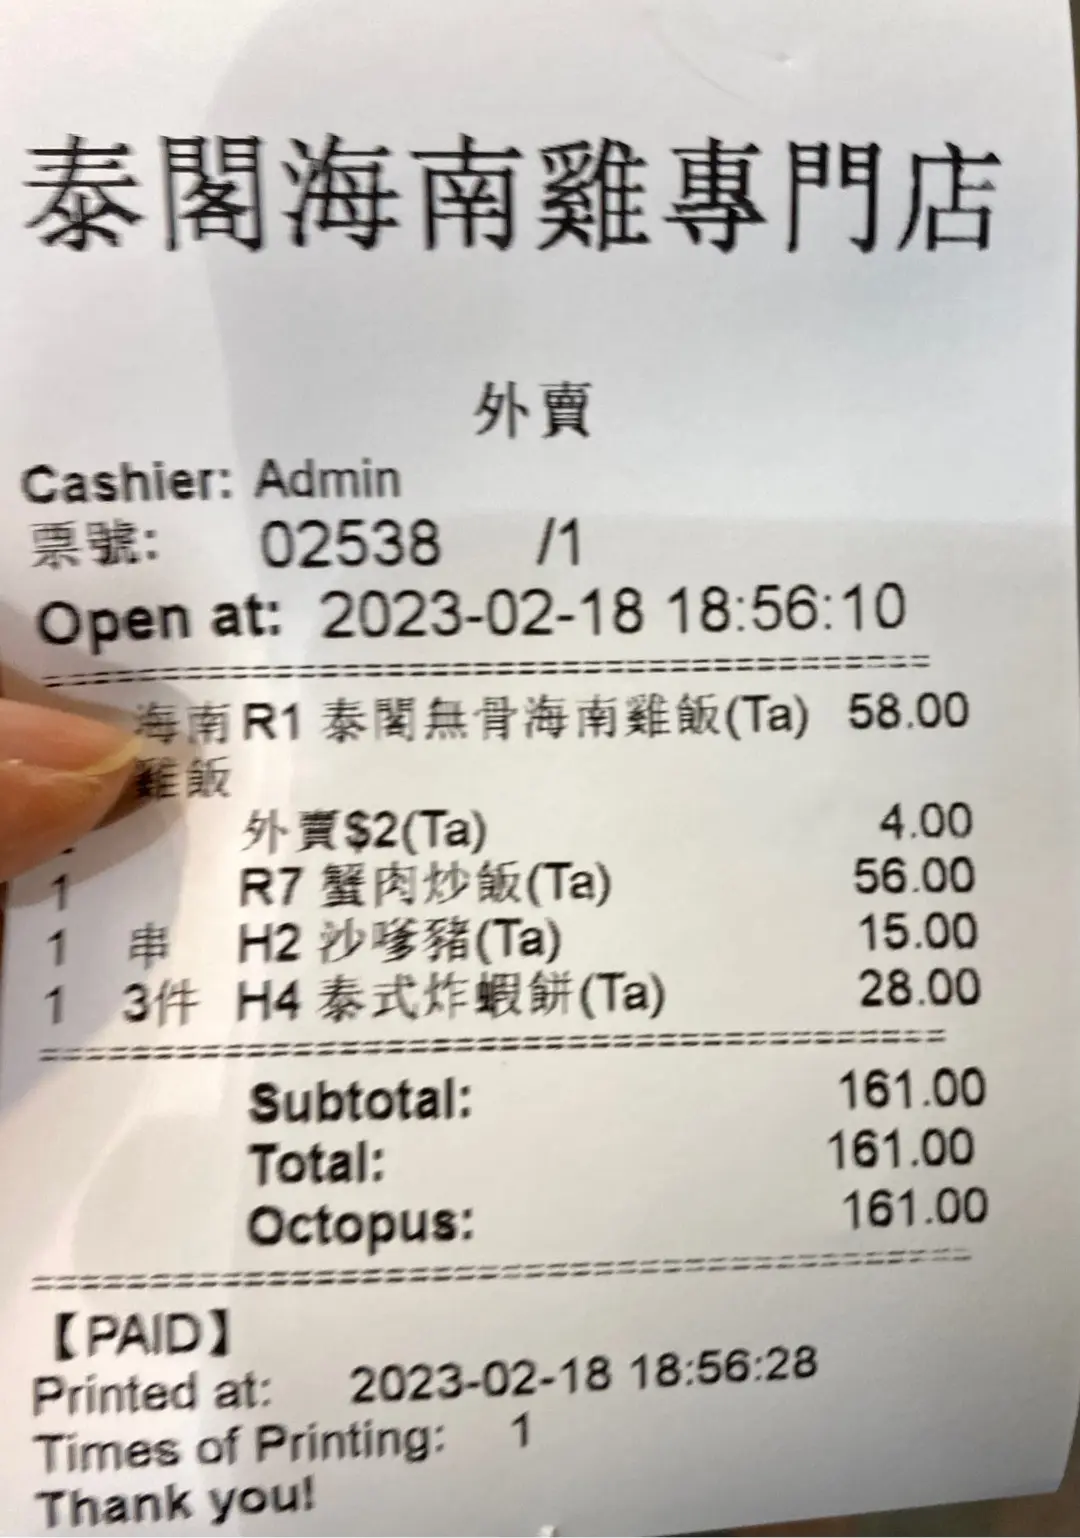 泰閣海南雞專門店
外賣
Cashier: Admin
票號: 02538 /1
Open at: 2023-02-18 18:56:10
海南 R1 泰閣無骨海南雞飯(Ta) 58.00
雞飯
外賣$2(Ta) 4.00
1 R7 蟹肉炒飯(Ta) 56.00
1 串 H2 沙嗲豬(Ta) 15.00
1 3件 H4 泰式炸蝦餅(Ta) 28.00
Subtotal: 161.00
Total: 161.00
Octopus: 161.00
【PAID】
Printed at: 2023-02-18 18:56:28
Times of Printing: 1
Thank you!